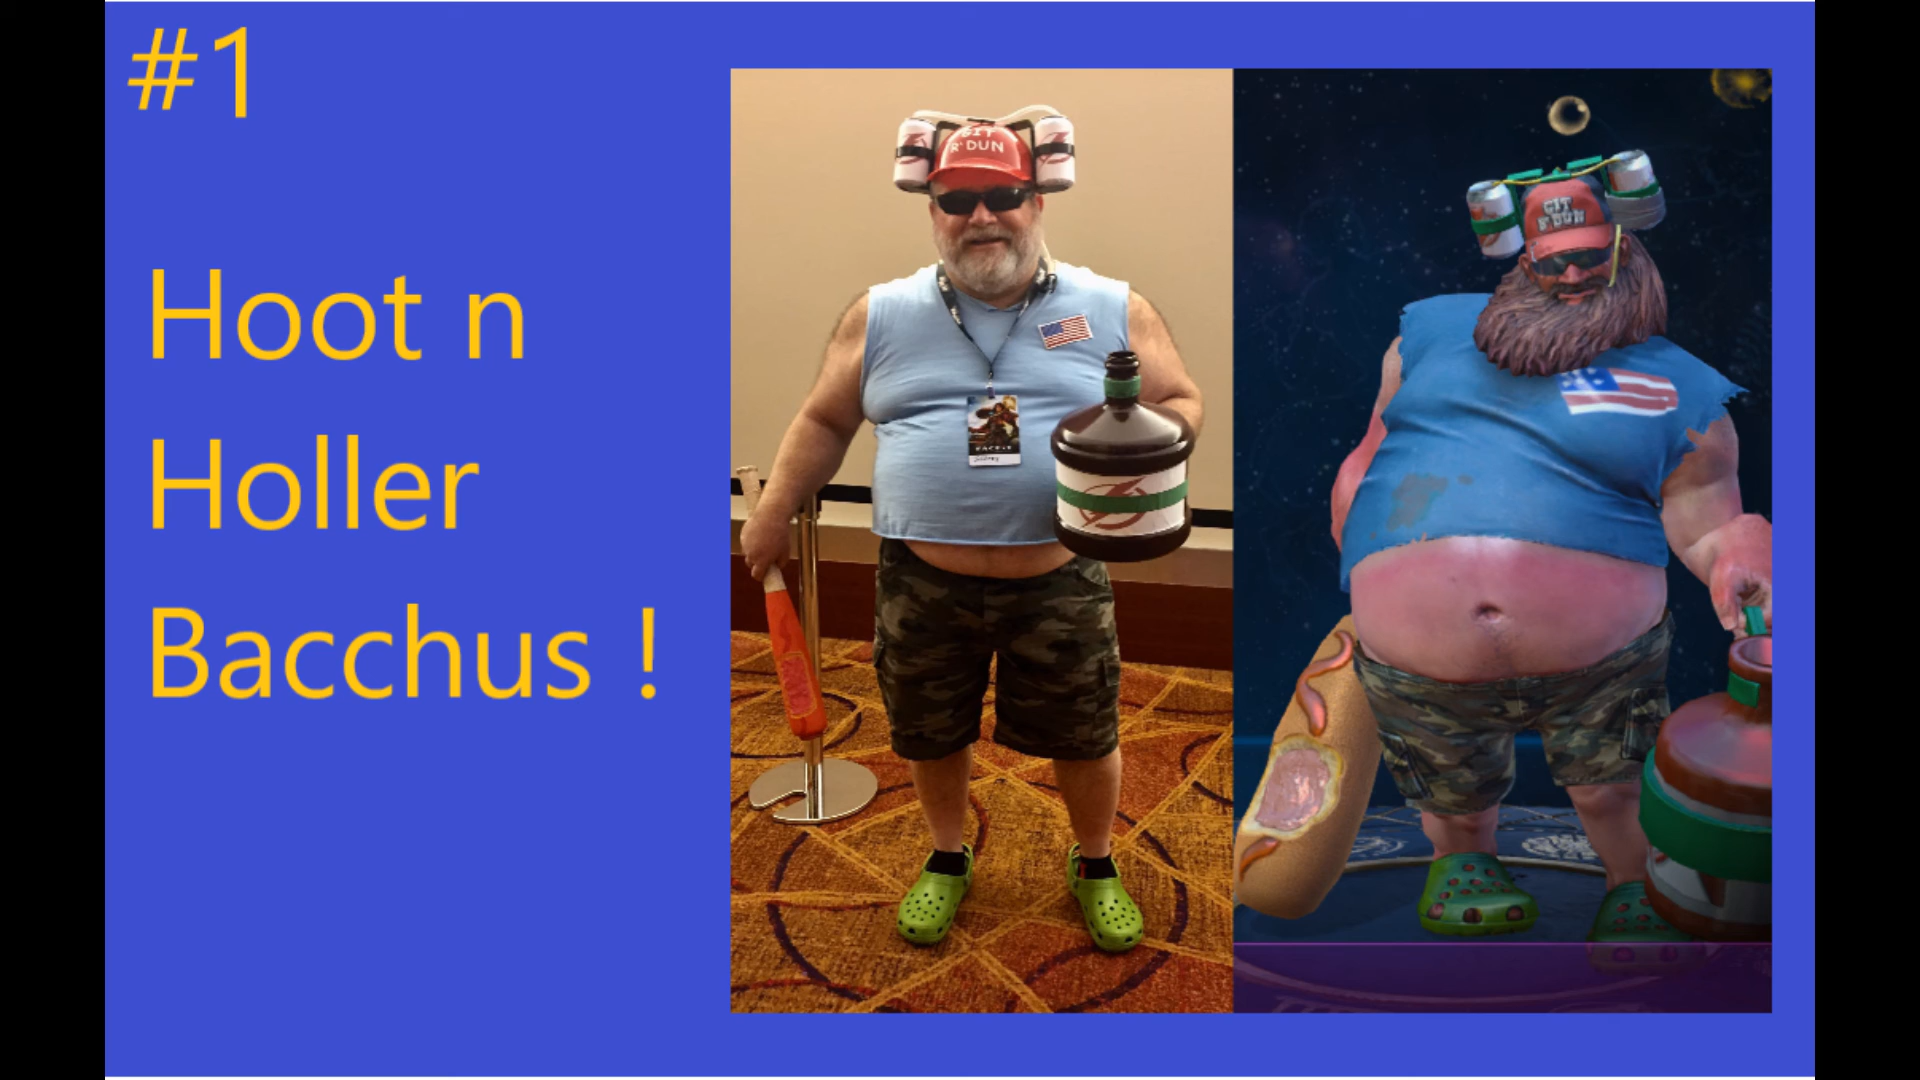 #1
Hoot n
Holler
Bacchus !
GIT
R' DUN
GIT
R' DUN